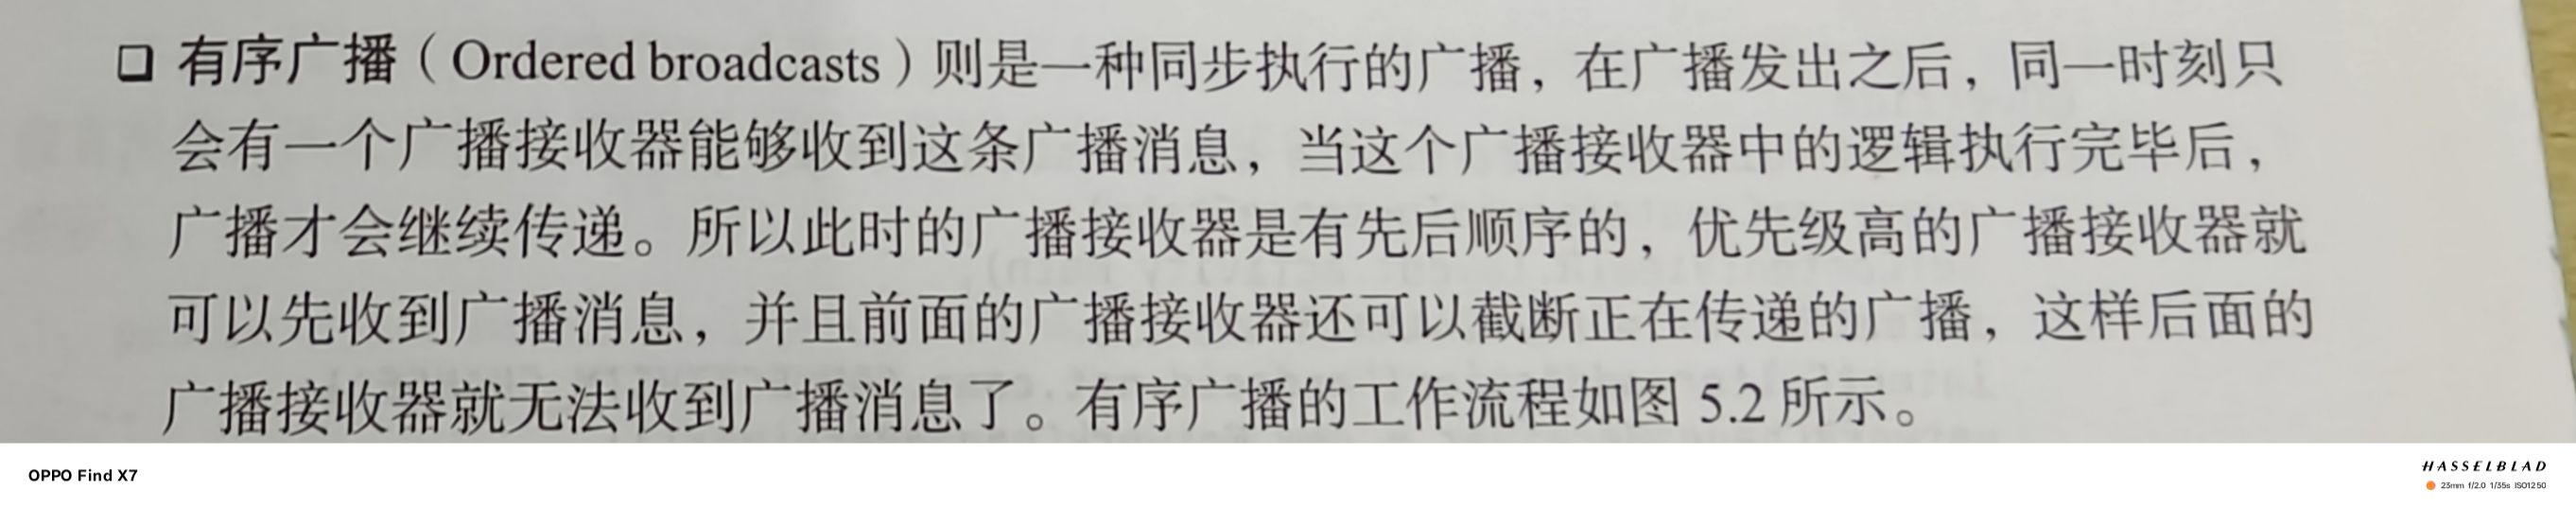 ❏ 有序广播（Ordered broadcasts）则是一种同步执行的广播，在广播发出之后，同一时刻只
会有一个广播接收器能够收到这条广播消息，当这个广播接收器中的逻辑执行完毕后，
广播才会继续传递。所以此时的广播接收器是有先后顺序的，优先级高的广播接收器就
可以先收到广播消息，并且前面的广播接收器还可以截断正在传递的广播，这样后面的
广播接收器就无法收到广播消息了。有序广播的工作流程如图 5.2 所示。
OPPO Find X7
HASSELBLAD
23mm f/2.0 1/35s ISO1250